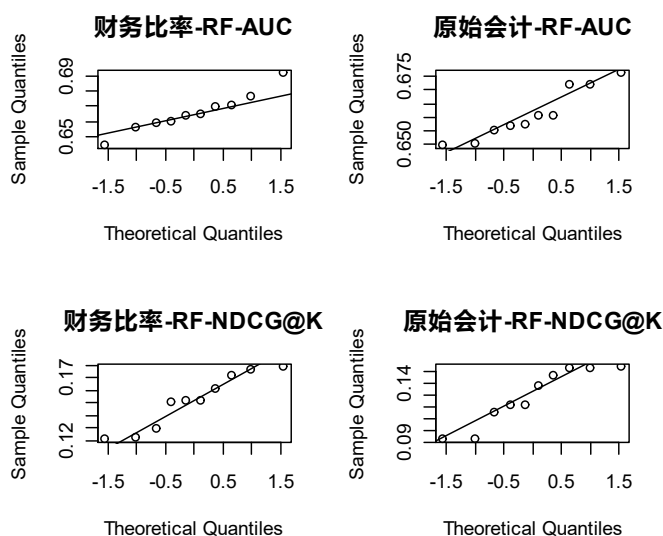 财务比率-RF-AUC
Sample Quantiles
0.65 0.69
-1.5 -0.5 0.5 1.5
Theoretical Quantiles
原始会计-RF-AUC
Sample Quantiles
0.650 0.675
-1.5 -0.5 0.5 1.5
Theoretical Quantiles
财务比率-RF-NDCG@K
Sample Quantiles
0.12 0.17
-1.5 -0.5 0.5 1.5
Theoretical Quantiles
原始会计-RF-NDCG@K
Sample Quantiles
0.09 0.14
-1.5 -0.5 0.5 1.5
Theoretical Quantiles